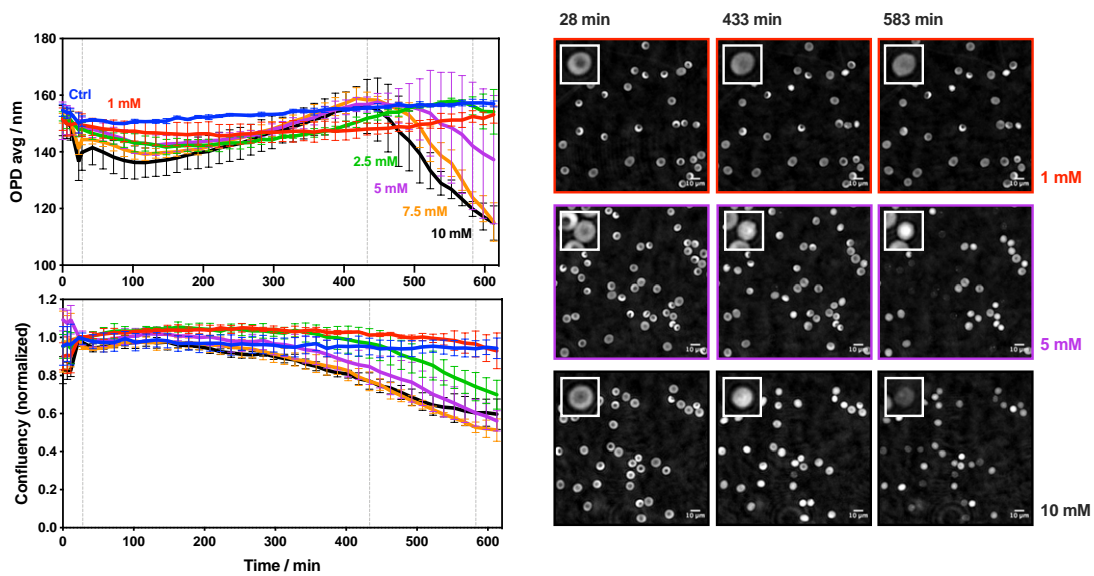 28 min
433 min
583 min
180
160
140
120
100
OPD avg / nm
Ctrl
1 mM
2.5 mM
5 mM
7.5 mM
10 mM
0
100
200
300
400
500
600
1.2
1.0
0.8
0.6
0.4
0.2
0.0
Confluency (normalized)
0
100
200
300
400
500
600
Time / min
10 µm
10 µm
10 µm
1 mM
10 µm
10 µm
10 µm
5 mM
10 µm
10 µm
10 µm
10 mM